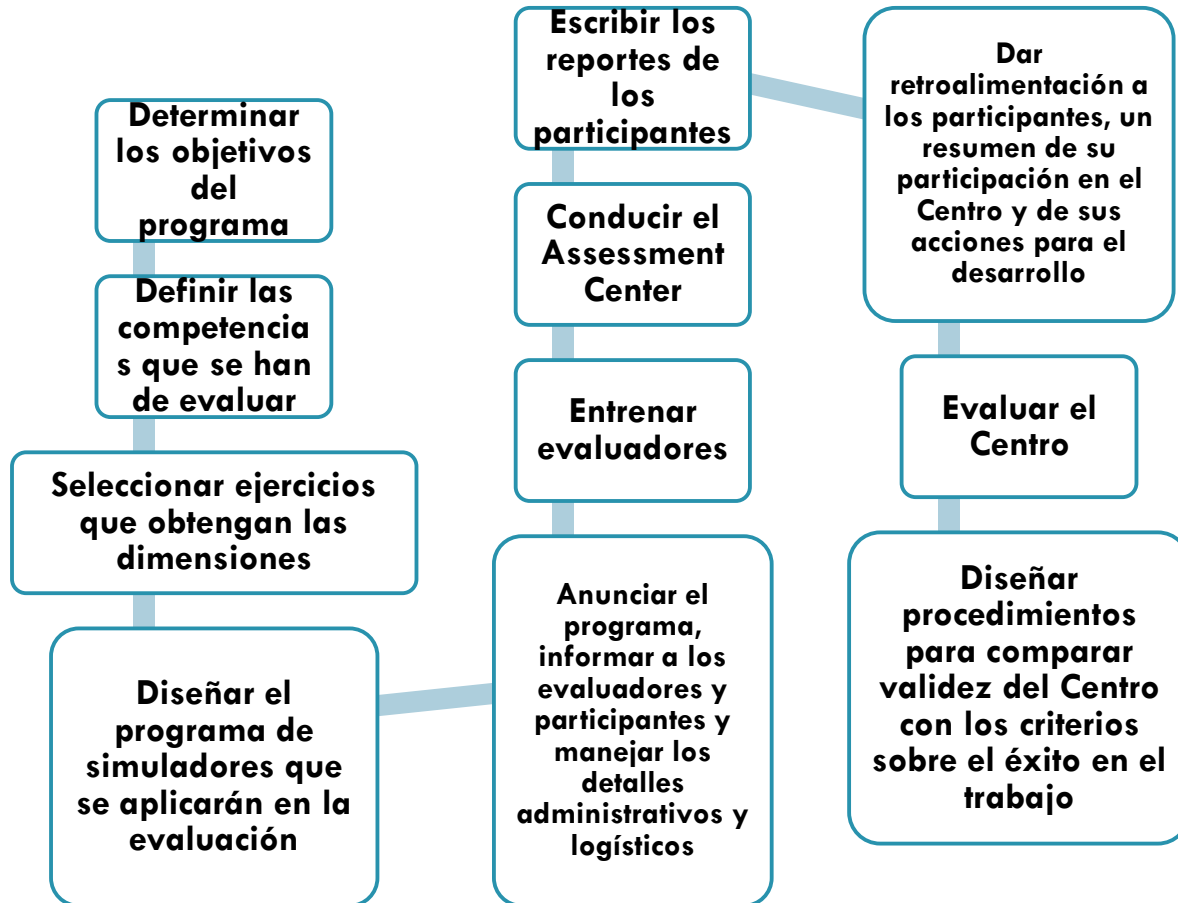 Determinar
los objetivos
del
programa
Definir las
competencia
s que se han
de evaluar
Seleccionar ejercicios
que obtengan las
dimensiones
Diseñar el
programa de
simuladores que
se aplicarán en la
evaluación
Anunciar el
programa,
informar a los
evaluadores y
participantes y
manejar los
detalles
administrativos y
logísticos
Entrenar
evaluadores
Conducir el
Assessment
Center
Escribir los
reportes de
los
participantes
Dar
retroalimentación a
los participantes, un
resumen de su
participación en el
Centro y de sus
acciones para el
desarrollo
Evaluar el
Centro
Diseñar
procedimientos
para comparar
validez del Centro
con los criterios
sobre el éxito en el
trabajo